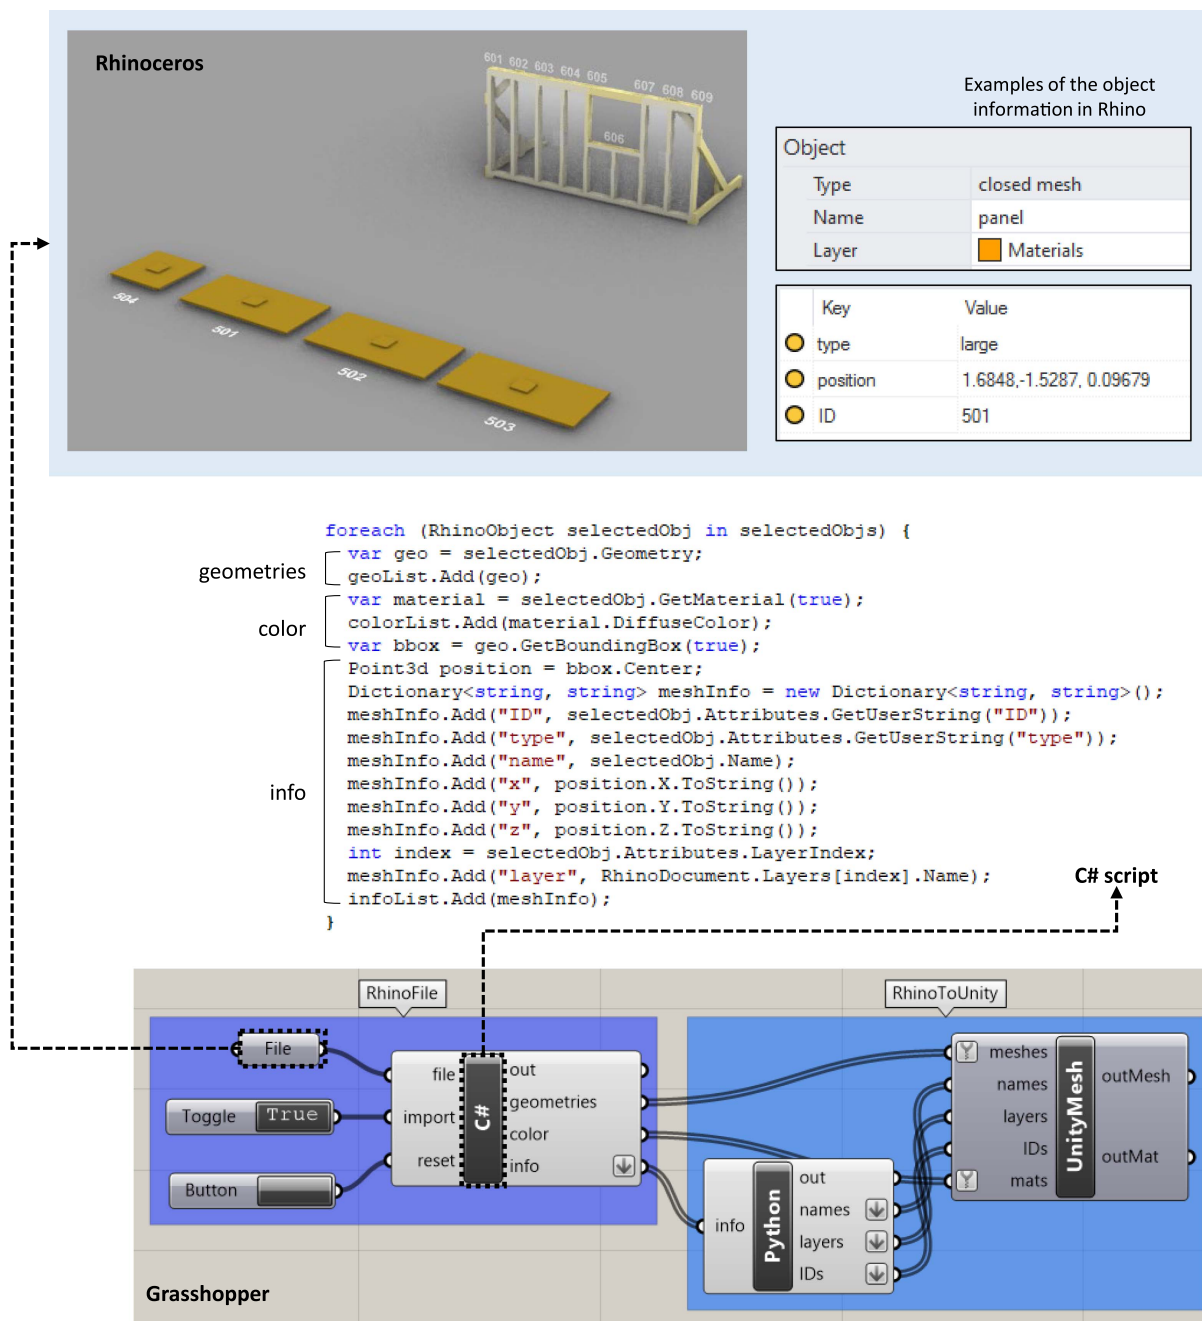 Rhinoceros
601 602 603 604 605
607 608 609
606
504
501
502
503
Examples of the object
information in Rhino
Object
Type closed mesh
Name panel
Layer Materials
Key Value
type large
position 1.6848,-1.5287, 0.09679
ID 501
foreach (RhinoObject selectedObj in selectedObjs) {
geometries
var geo = selectedObj.Geometry;
geoList.Add(geo);
color
var material = selectedObj.GetMaterial(true);
colorList.Add(material.DiffuseColor);
var bbox = geo.GetBoundingBox(true);
info
Point3d position = bbox.Center;
Dictionary<string, string> meshInfo = new Dictionary<string, string>();
meshInfo.Add("ID", selectedObj.Attributes.GetUserString("ID"));
meshInfo.Add("type", selectedObj.Attributes.GetUserString("type"));
meshInfo.Add("name", selectedObj.Name);
meshInfo.Add("x", position.X.ToString());
meshInfo.Add("y", position.Y.ToString());
meshInfo.Add("z", position.Z.ToString());
int index = selectedObj.Attributes.LayerIndex;
meshInfo.Add("layer", RhinoDocument.Layers[index].Name);
infoList.Add(meshInfo);
}
C# script
RhinoFile
File
Toggle True
Button
file
import
reset
C#
out
geometries
color
info
RhinoToUnity
info
Python
out
names
layers
IDs
meshes
names
layers
IDs
mats
UnityMesh
outMesh
outMat
Grasshopper